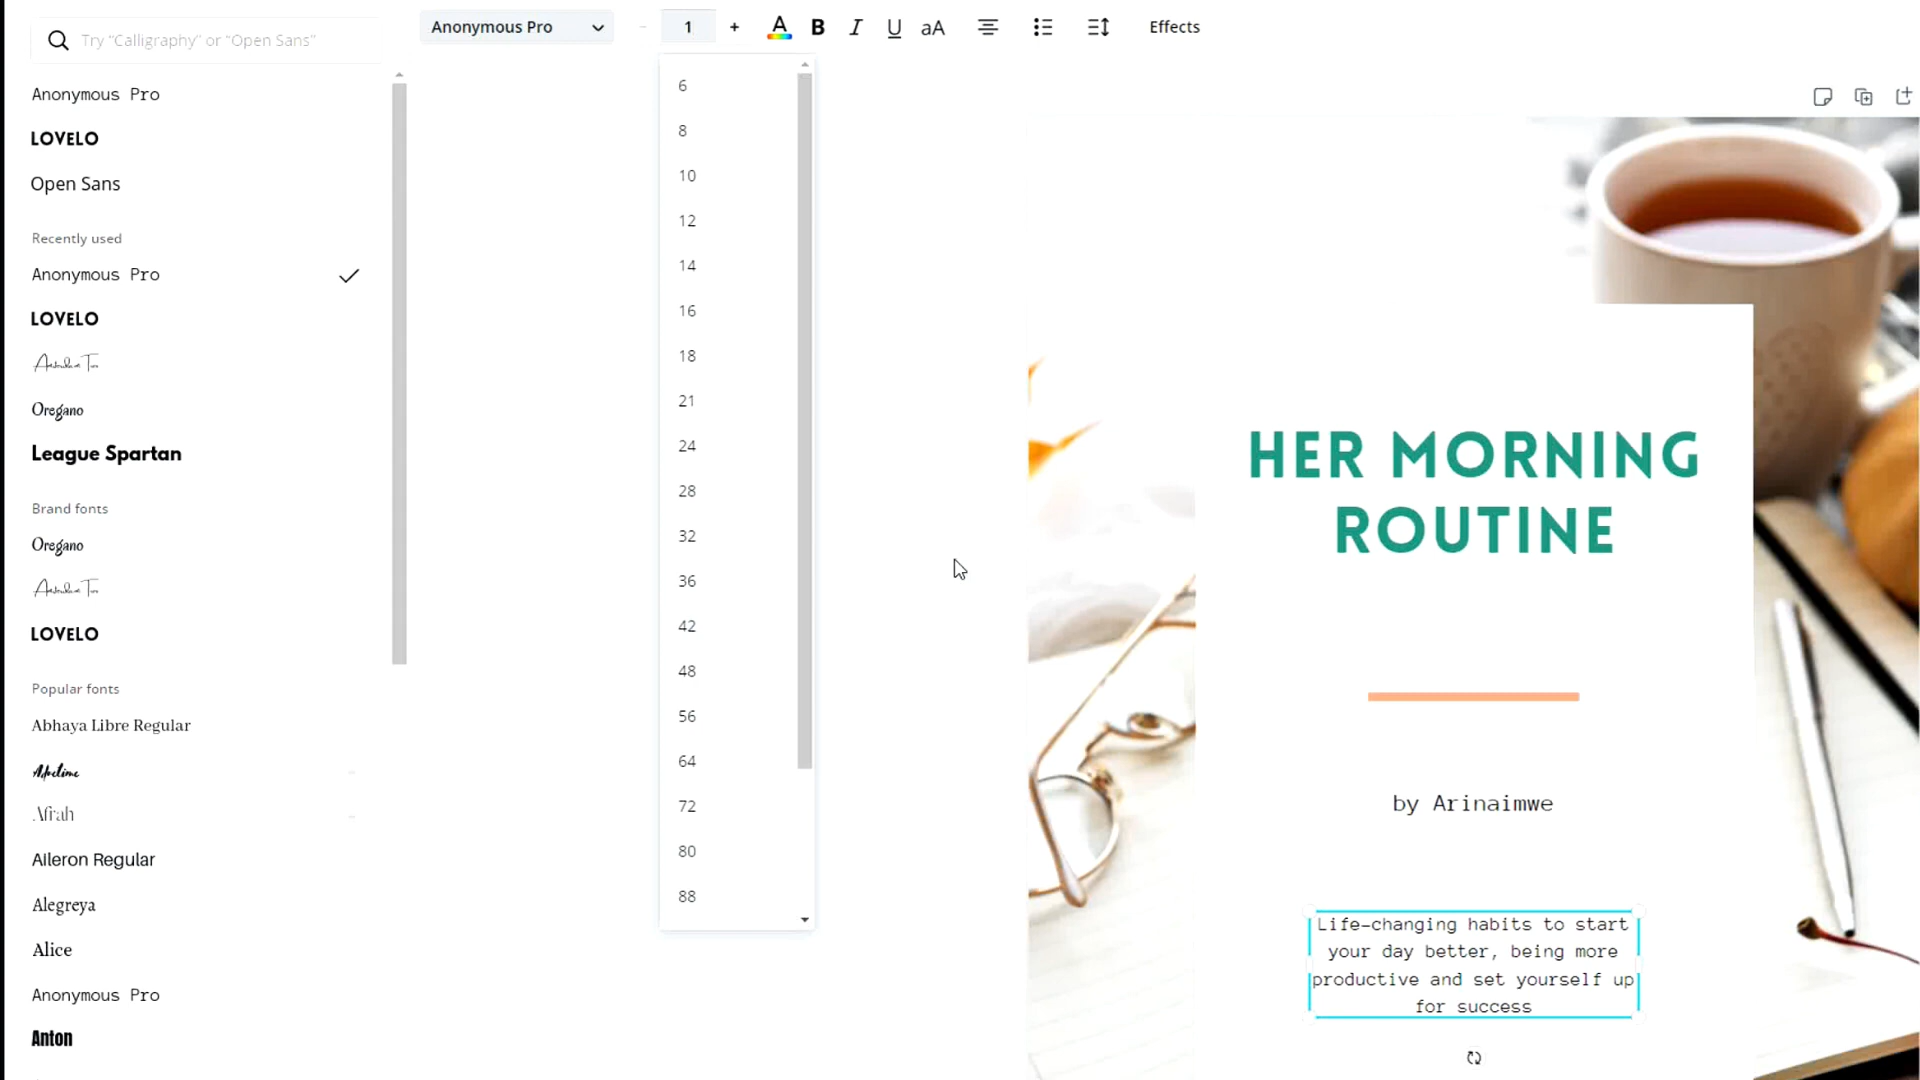 Try “Calligraphy” or “Open Sans”
Anonymous Pro
LOVELO
Open Sans
Recently used
Anonymous Pro
LOVELO
Oregano
League Spartan
Brand fonts
Oregano
LOVELO
Popular fonts
Abhaya Libre Regular
Afrah
Aileron Regular
Alegreya
Alice
Anonymous Pro
Anton
Anonymous Pro
1
+
A
B
I
U
aA
Effects
6
8
10
12
14
16
18
21
24
28
32
36
42
48
56
64
72
80
88
HER MORNING
ROUTINE
by Arinaimwe
Life-changing habits to start
your day better, being more
productive and set yourself up
for success